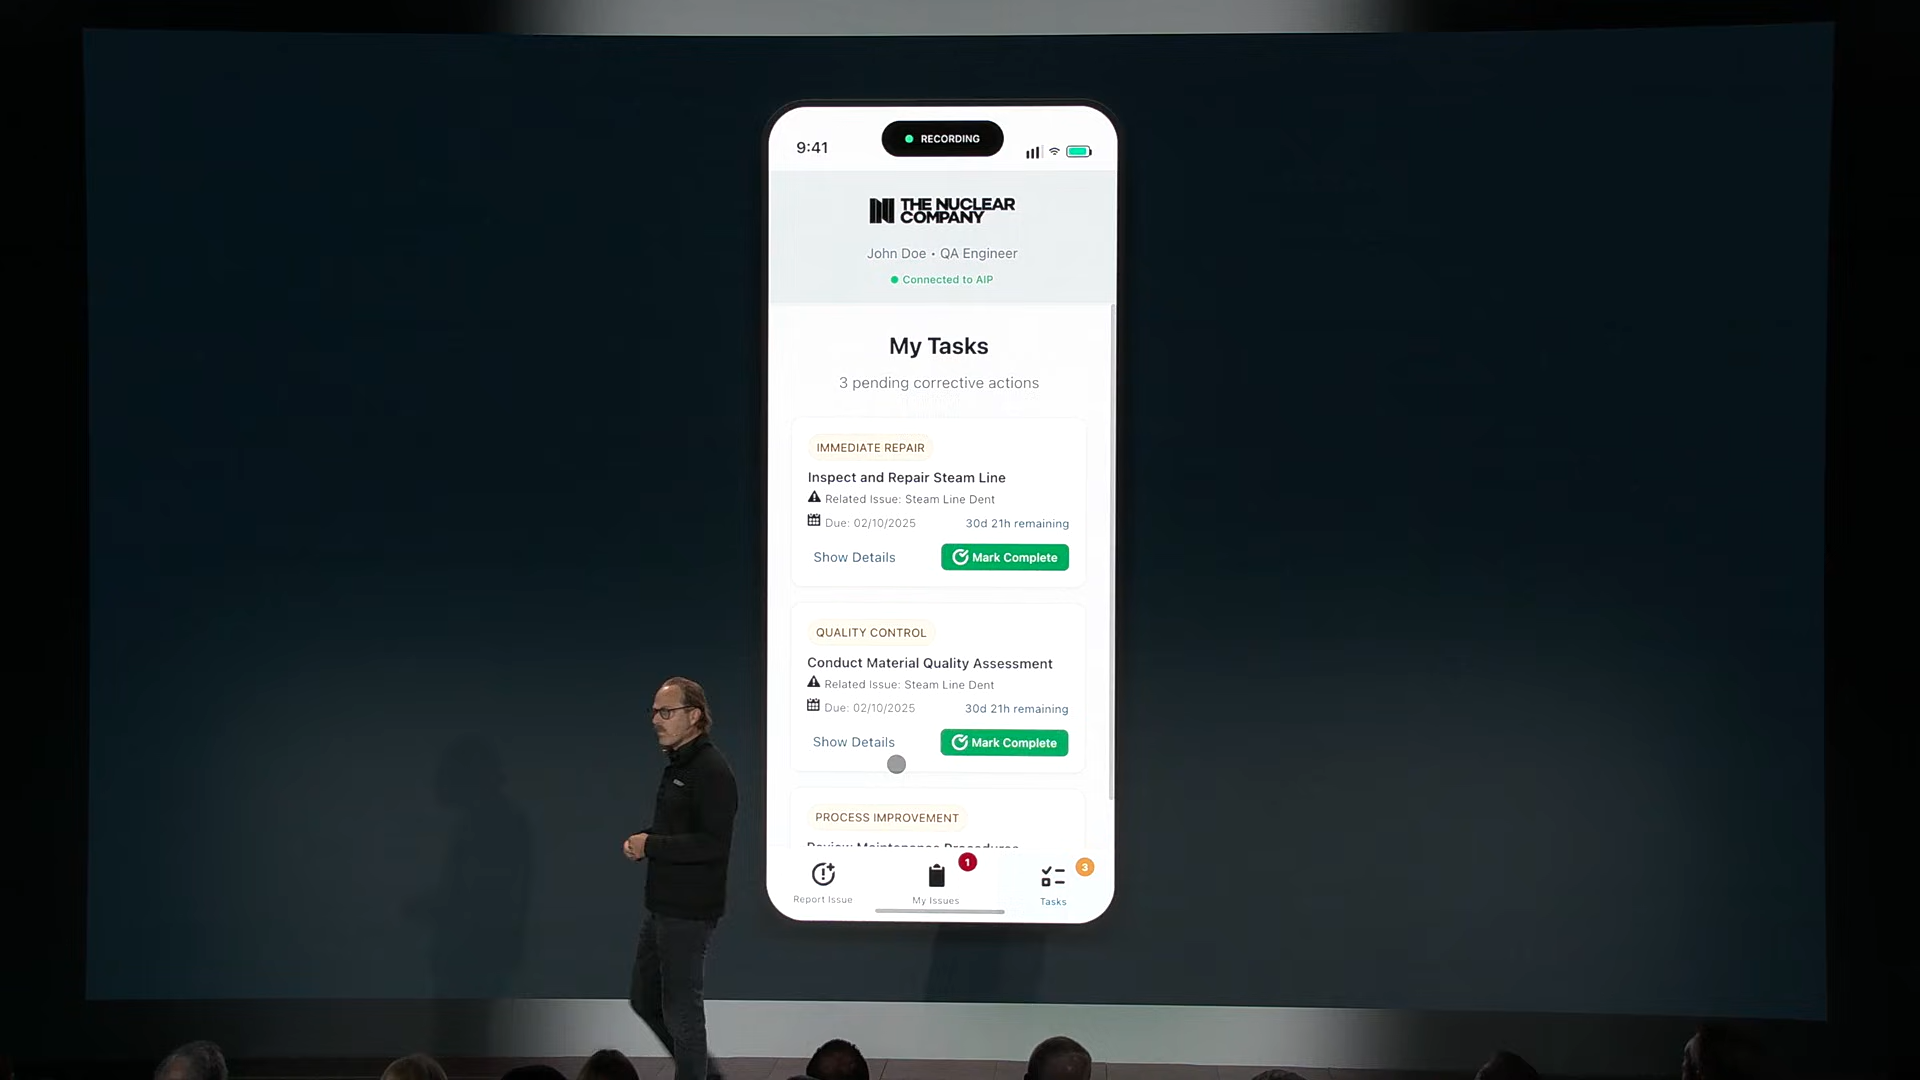 9:41
RECORDING
THE NUCLEAR
COMPANY
John Doe • QA Engineer
Connected to AIP
My Tasks
3 pending corrective actions
IMMEDIATE REPAIR
Inspect and Repair Steam Line
Related Issue: Steam Line Dent
Due: 02/10/2025 30d 21h remaining
Show Details Mark Complete
QUALITY CONTROL
Conduct Material Quality Assessment
Related Issue: Steam Line Dent
Due: 02/10/2025 30d 21h remaining
Show Details Mark Complete
PROCESS IMPROVEMENT
Review Maintenance Procedures
1 3
Report Issue My Issues Tasks